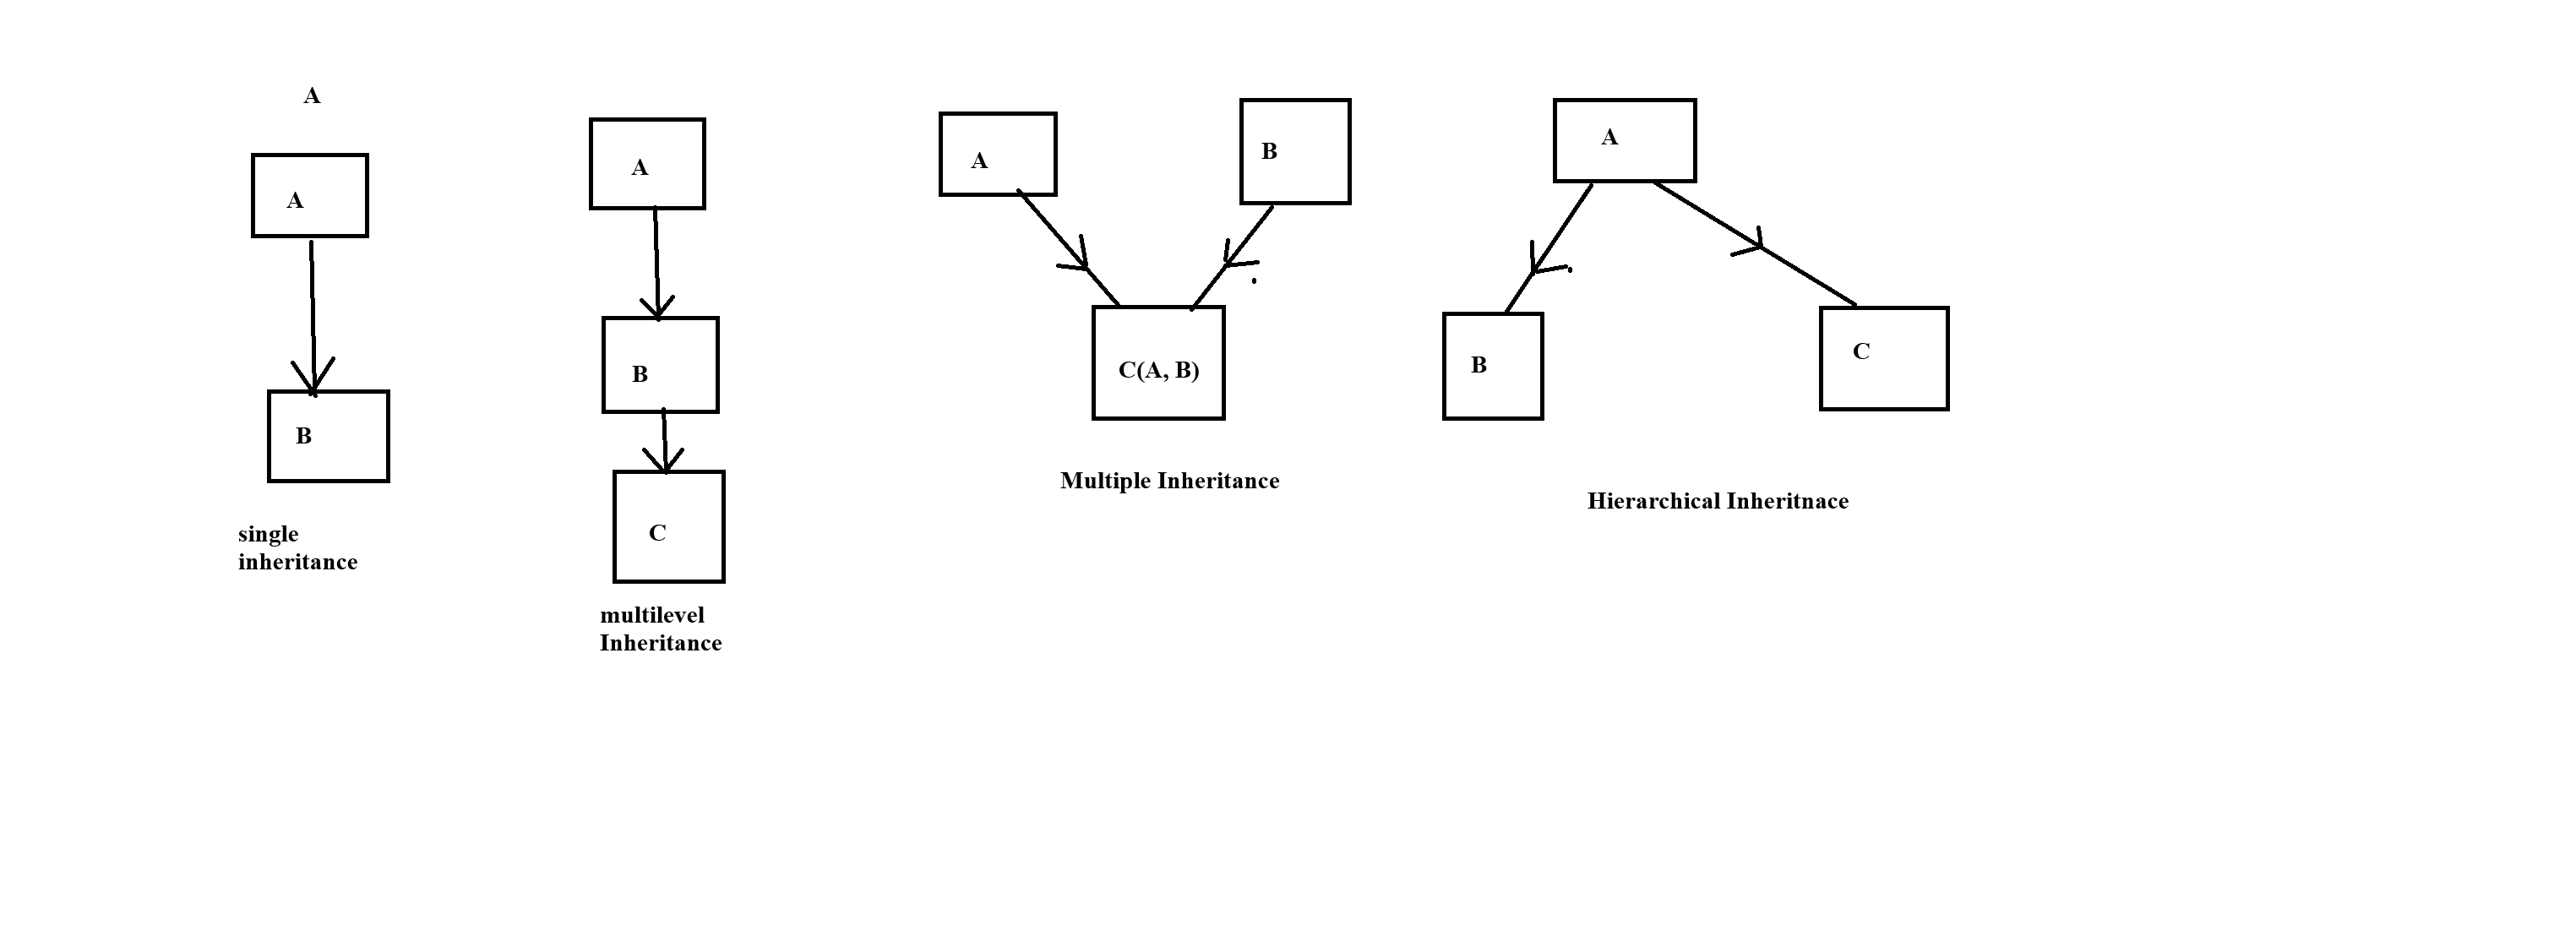 A
A
B
single
inheritance
A
B
C
multilevel
Inheritance
A
B
C(A, B)
Multiple Inheritance
A
B
C
Hierarchical Inheritnace